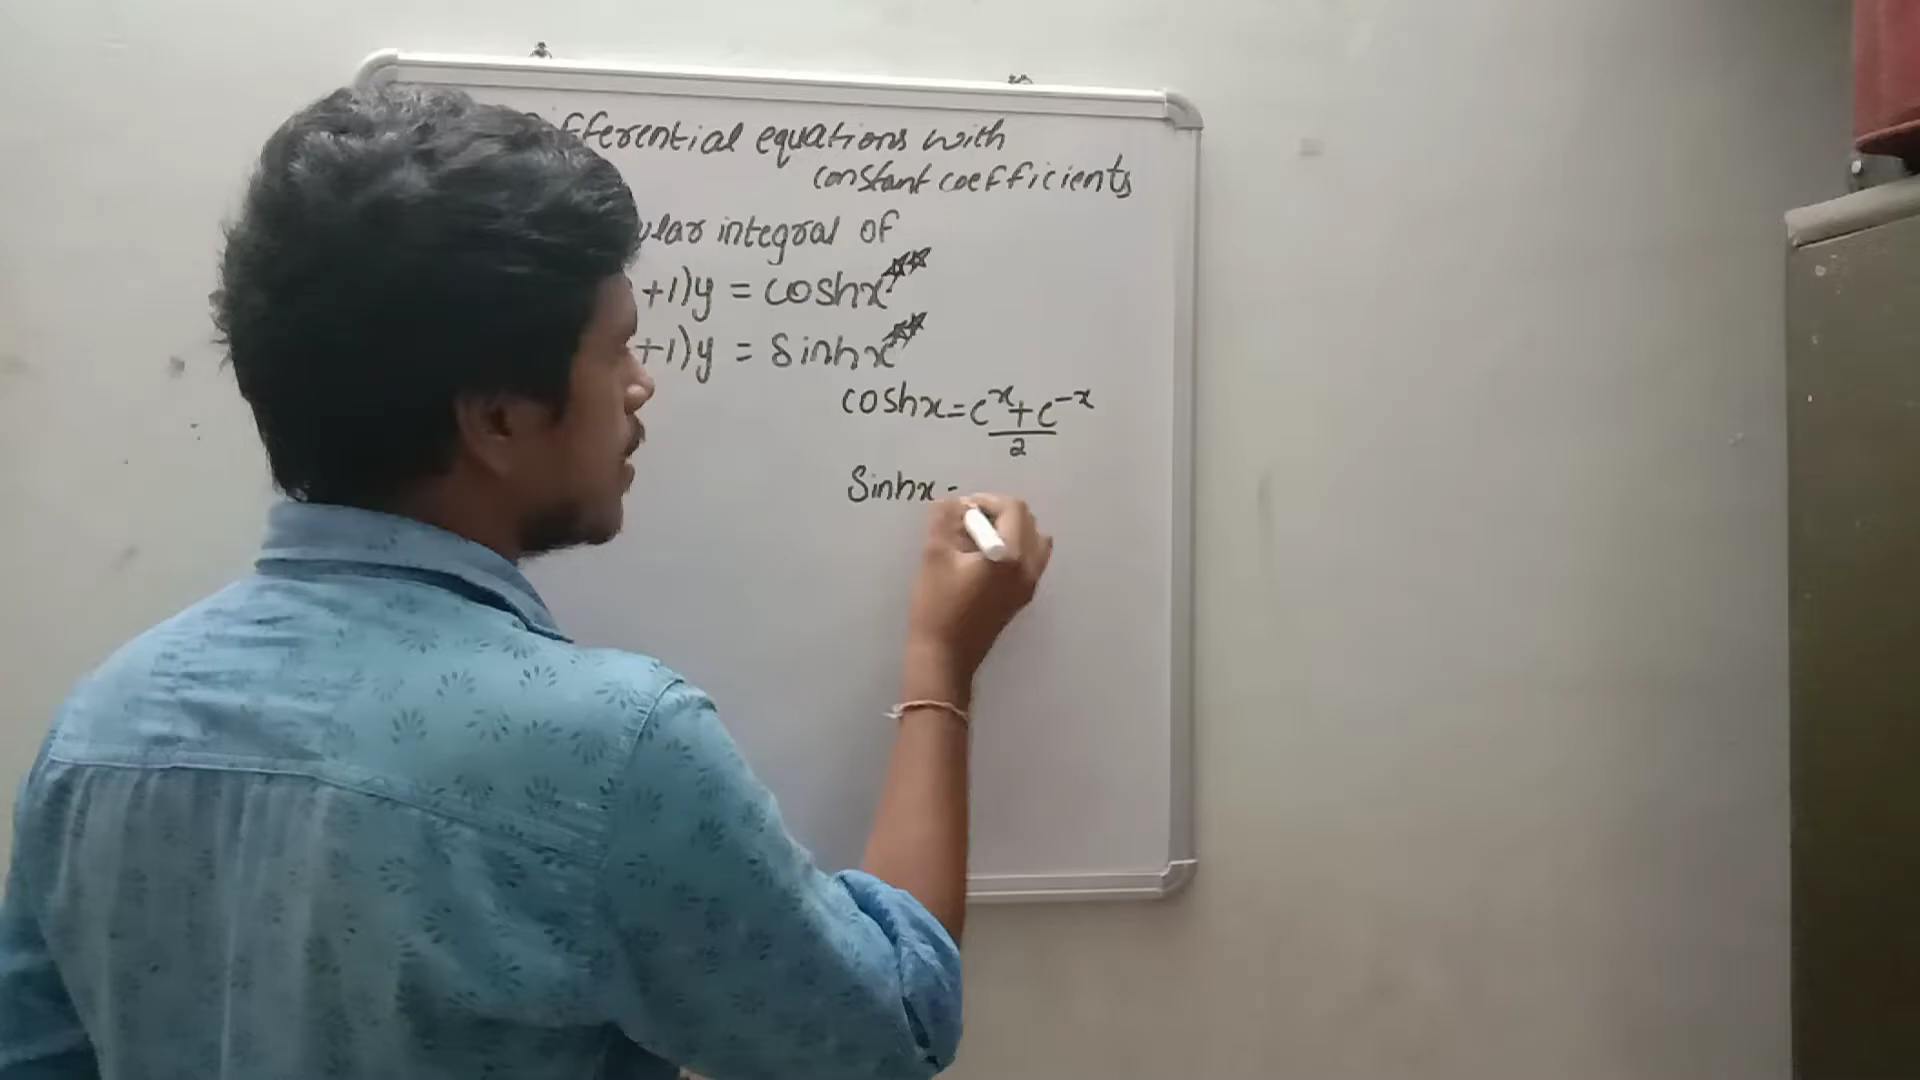 fferential equations with
constant coefficients
ular integral of
+1)y = coshx
+1)y = Sinhx
coshx = e^x + e^-x
2
Sinhx =